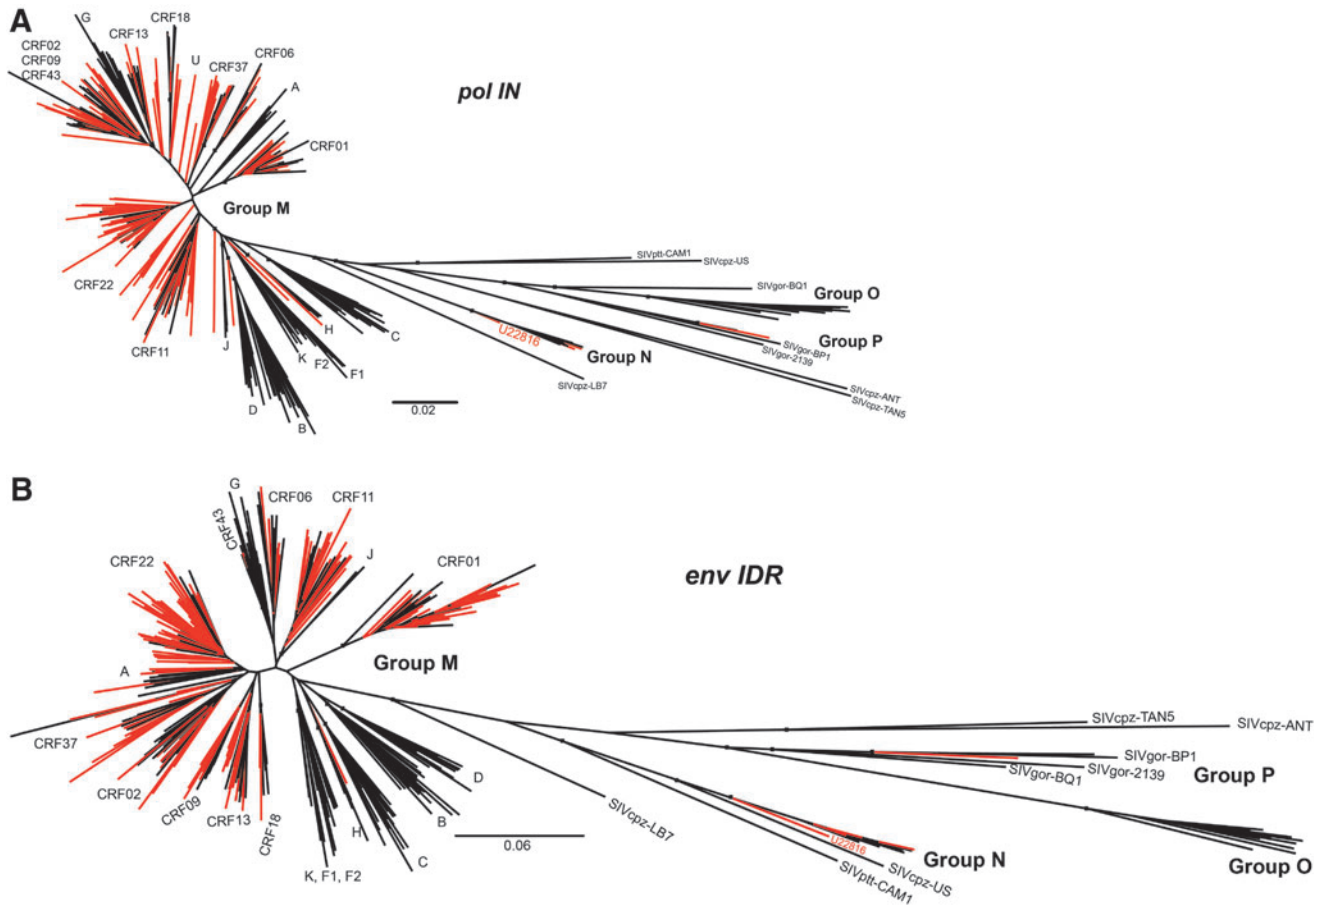 A
G
CRF18
CRF13
CRF02
CRF09
CRF43
U
CRF06
CRF37
A
pol IN
CRF01
Group M
SIVptt-CAM1
SIVcpz-US
CRF22
SIVgor-BQ1
Group O
U22816
H
C
Group P
CRF11
J
SIVgor-BP1
SIVgor-2139
Group N
K
F2
F1
SIVcpz-LB7
SIVcpz-ANT
SIVcpz-TAN5
0.02
D
B
B
G
CRF06
CRF11
CRF43
J
CRF22
CRF01
env IDR
Group M
A
SIVcpz-TAN5
SIVcpz-ANT
CRF37
SIVgor-BP1
SIVgor-2139
SIVgor-BQ1
Group P
D
CRF02
CRF09
CRF13
CRF18
B
SIVcpz-LB7
H
0.06
U22816
Group N
C
SIVcpz-US
SIVptt-CAM1
Group O
K, F1, F2